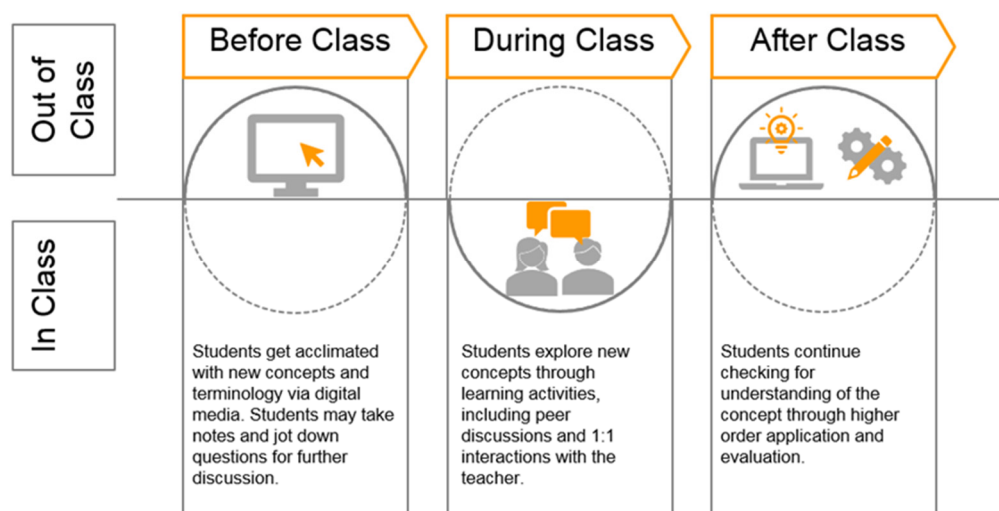 Before Class
During Class
After Class
Out of
Class
In Class
Students get acclimated
with new concepts and
terminology via digital
media. Students may take
notes and jot down
questions for further
discussion.
Students explore new
concepts through
learning activities,
including peer
discussions and 1:1
interactions with the
teacher.
Students continue
checking for
understanding of the
concept through higher
order application and
evaluation.